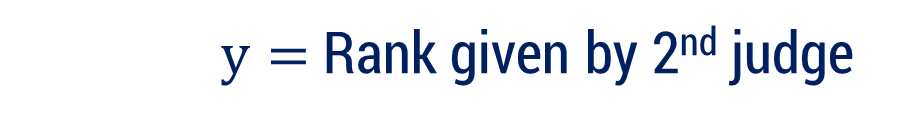 y = Rank given by 2nd judge